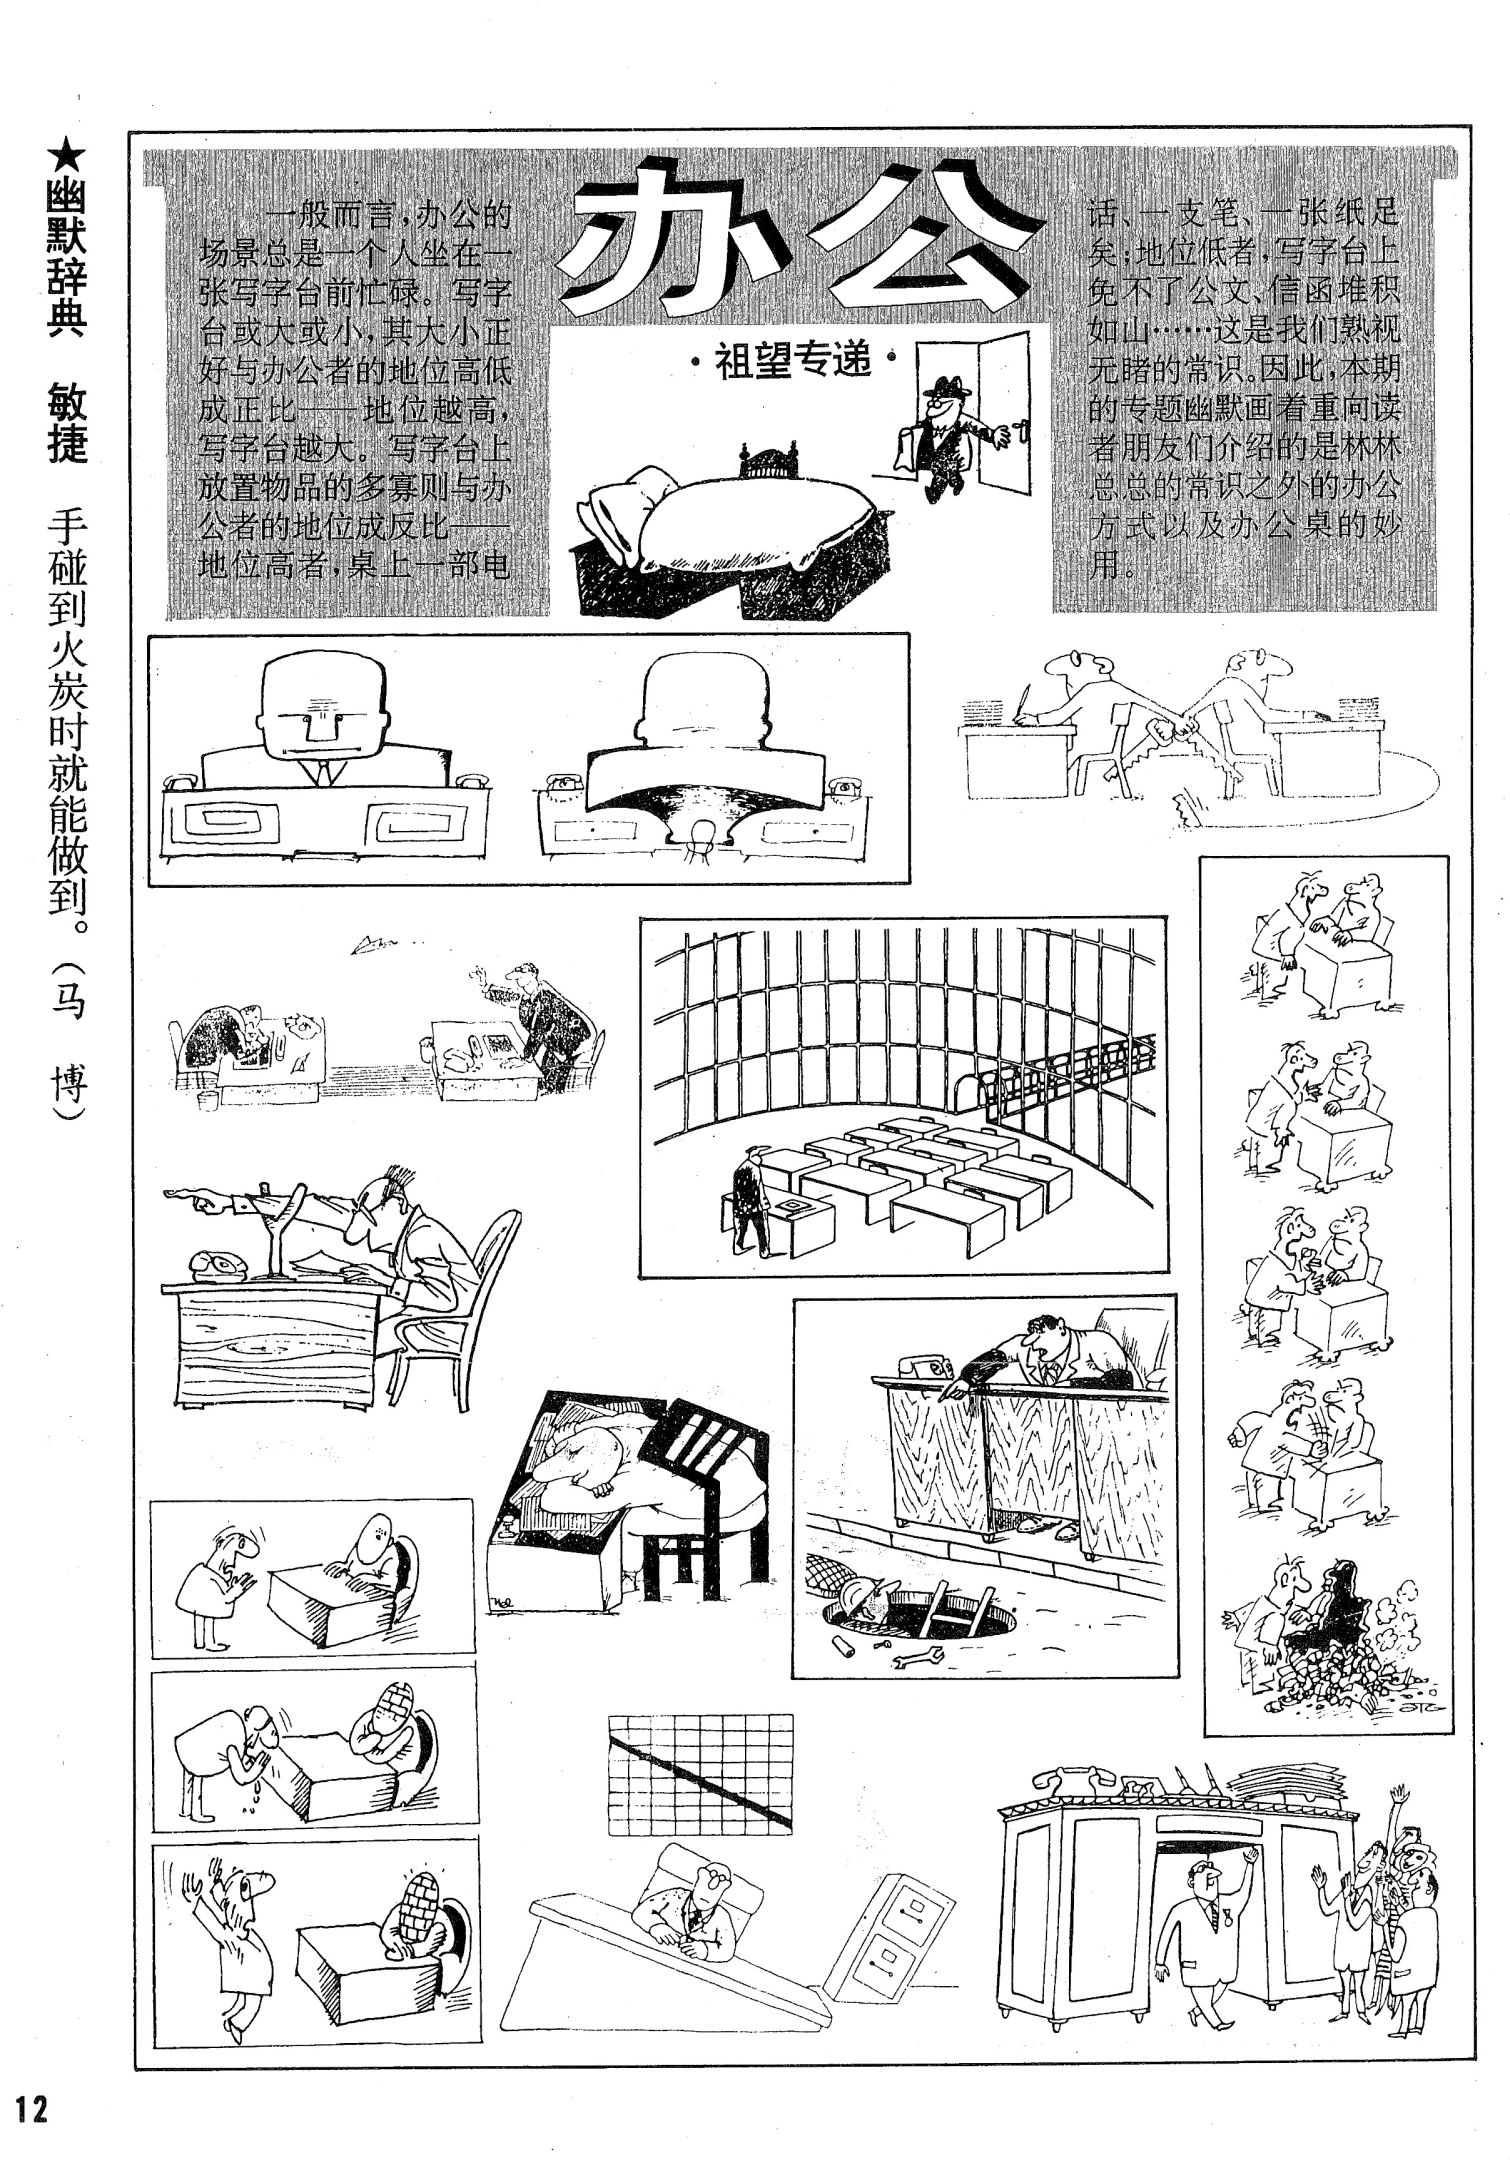 ★幽默辞典 敏捷 手碰到火炭时就能做到。（马 博）
办公
·祖望专递·
一般而言，办公的
场景总是一个人坐在一
张写字台前忙碌。写字
台或大或小，其大小正
好与办公者的地位高低
成正比——地位越高，
写字台越大。写字台上
放置物品的多寡则与办
公者的地位成反比——
地位高者，桌上一部电
话、一支笔、一张纸足
矣；地位低者，写字台上
免不了公文、信函堆积
如山……这是我们熟视
无睹的常识。因此，本期
的专题幽默画着重向读
者朋友们介绍的是林林
总总的常识之外的办公
方式以及办公桌的妙
用。
12